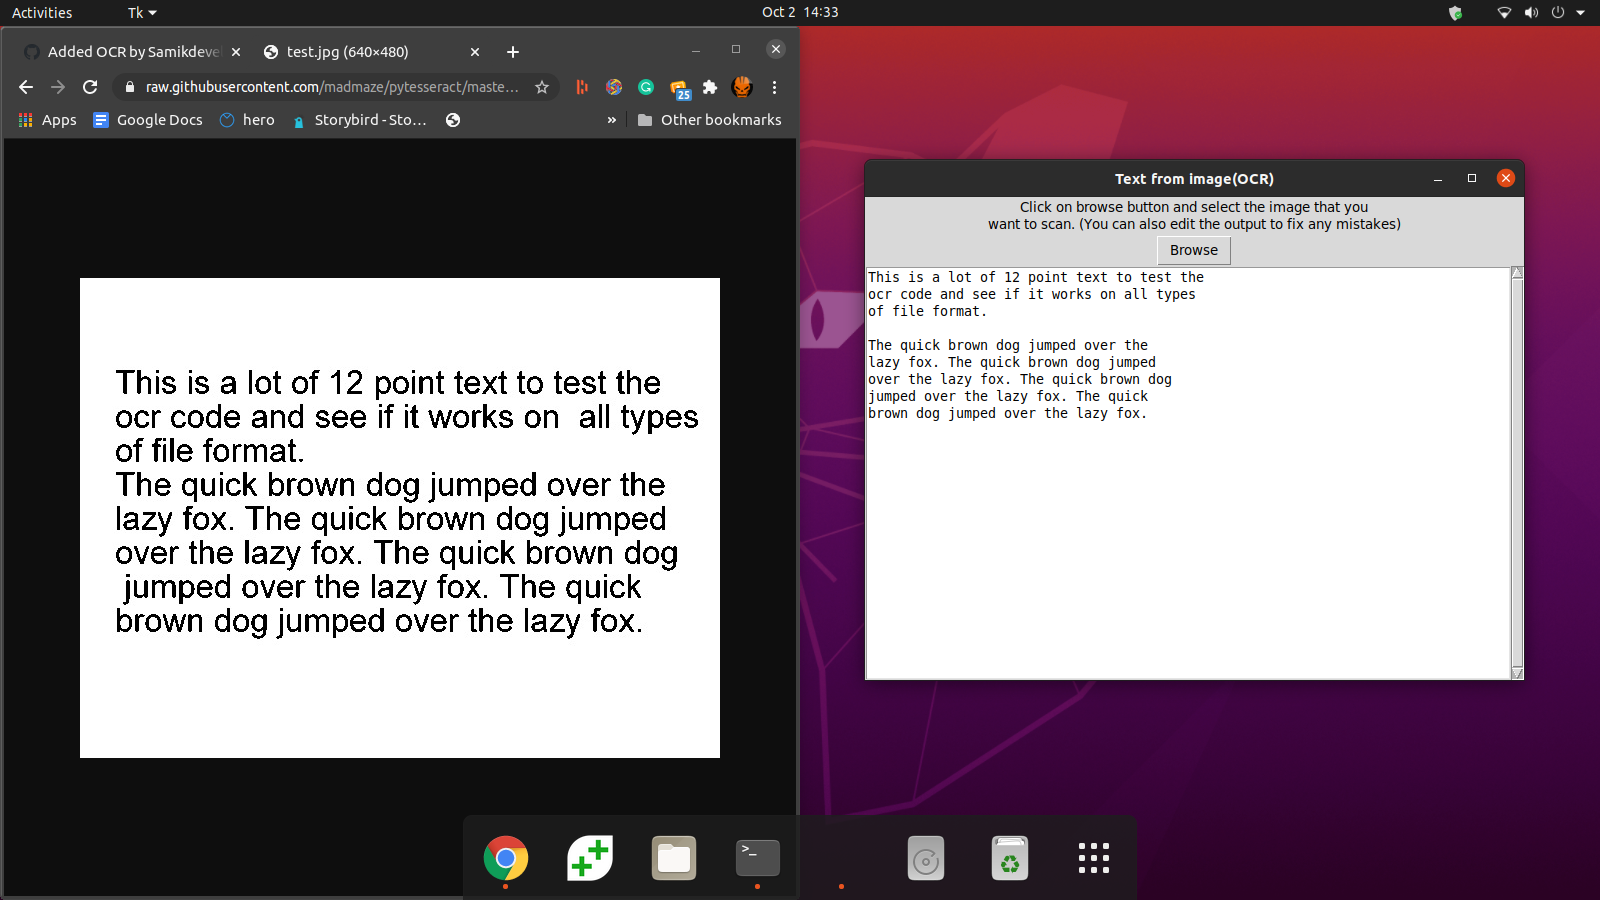 Activities
Tk
Oct 2 14:33
Added OCR by Samikdeve
test.jpg (640×480)
raw.githubusercontent.com/madmaze/pytesseract/maste...
25
Apps
Google Docs
hero
Storybird - Sto...
»
Other bookmarks
This is a lot of 12 point text to test the
ocr code and see if it works on  all types
of file format.
The quick brown dog jumped over the
lazy fox. The quick brown dog jumped
over the lazy fox. The quick brown dog
jumped over the lazy fox. The quick
brown dog jumped over the lazy fox.
Text from image(OCR)
Click on browse button and select the image that you
want to scan. (You can also edit the output to fix any mistakes)
Browse
This is a lot of 12 point text to test the
ocr code and see if it works on all types
of file format.
The quick brown dog jumped over the
lazy fox. The quick brown dog jumped
over the lazy fox. The quick brown dog
jumped over the lazy fox. The quick
brown dog jumped over the lazy fox.
>_